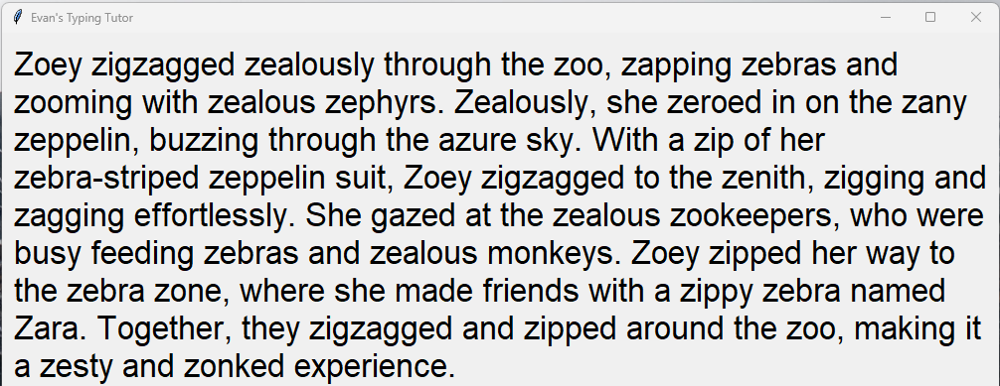 Evan's Typing Tutor
Zoey zigzagged zealously through the zoo, zapping zebras and
zooming with zealous zephyrs. Zealously, she zeroed in on the zany
zeppelin, buzzing through the azure sky. With a zip of her
zebra-striped zeppelin suit, Zoey zigzagged to the zenith, zigging and
zagging effortlessly. She gazed at the zealous zookeepers, who were
busy feeding zebras and zealous monkeys. Zoey zipped her way to
the zebra zone, where she made friends with a zippy zebra named
Zara. Together, they zigzagged and zipped around the zoo, making it
a zesty and zonked experience.